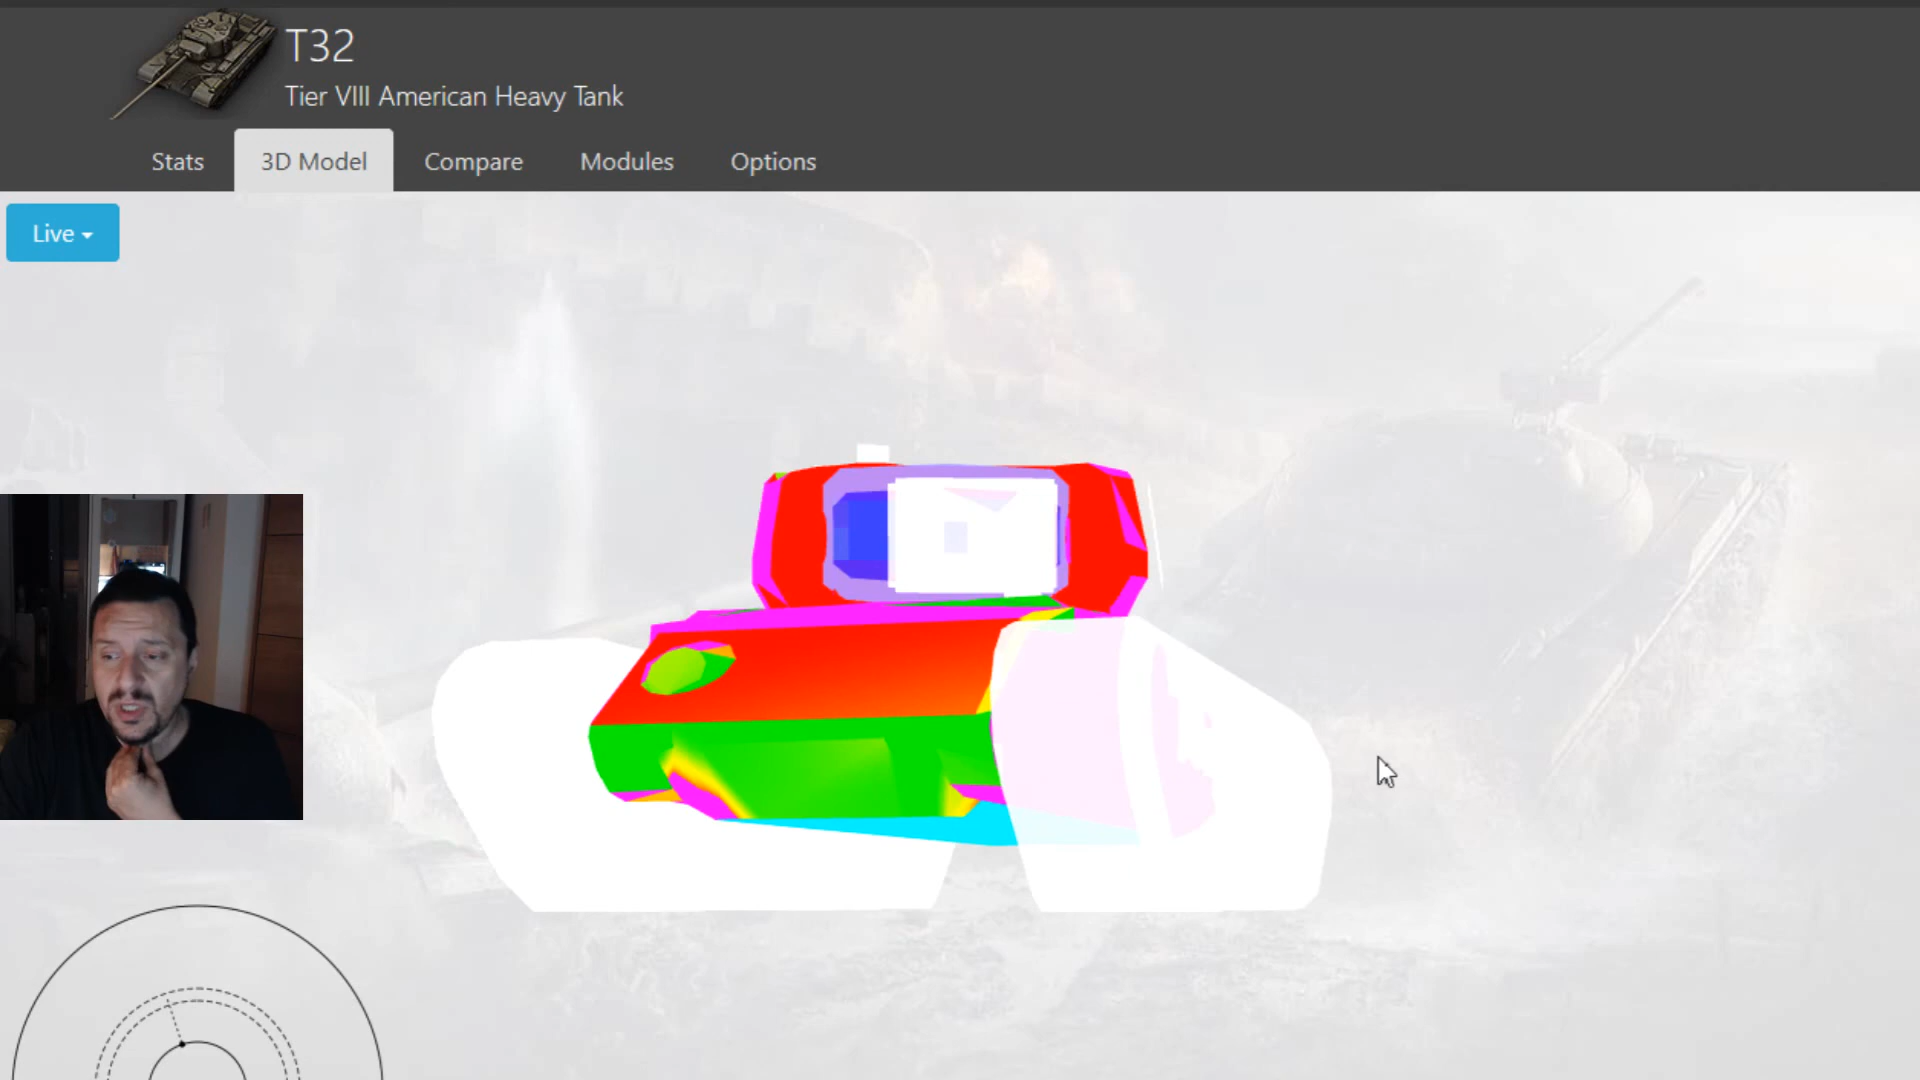 T32
Tier VIII American Heavy Tank
Stats 3D Model Compare Modules Options
Live